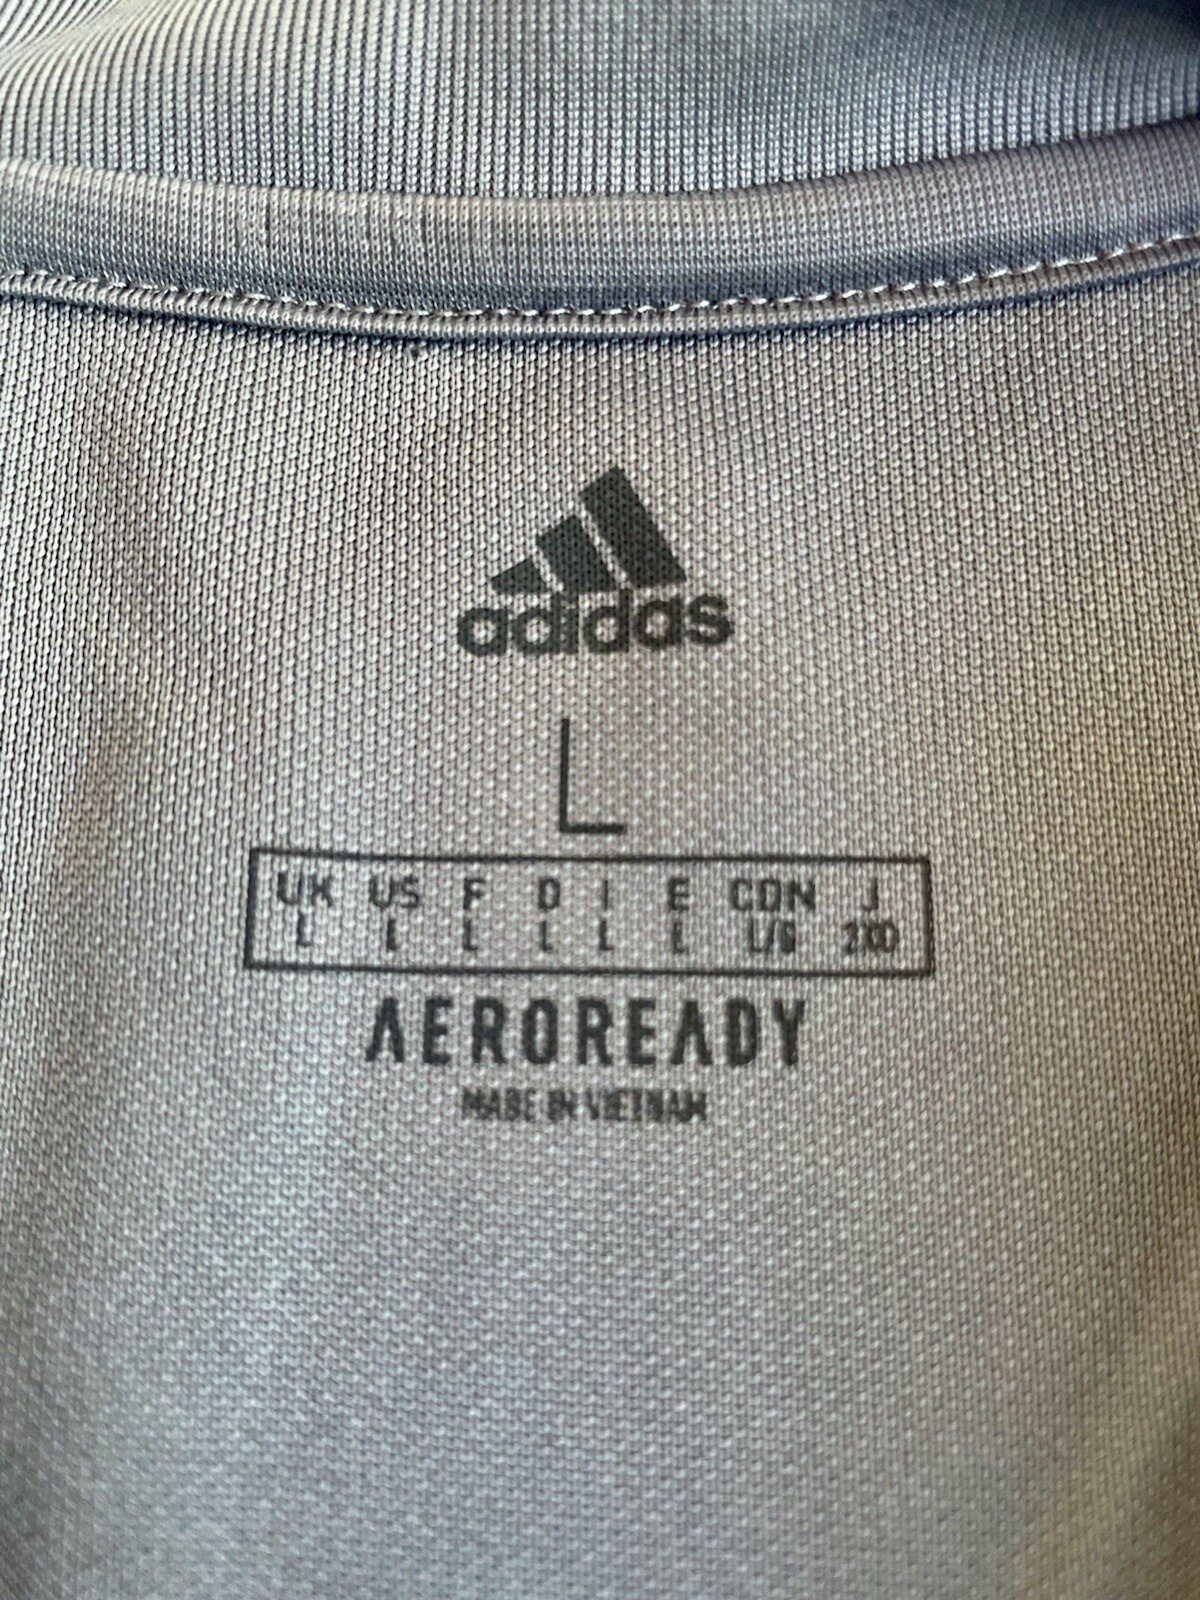 adidas
L
UK US F D I E CDN J
L L L L L L L/G 2XO
AEROREADY
MADE IN VIETNAM